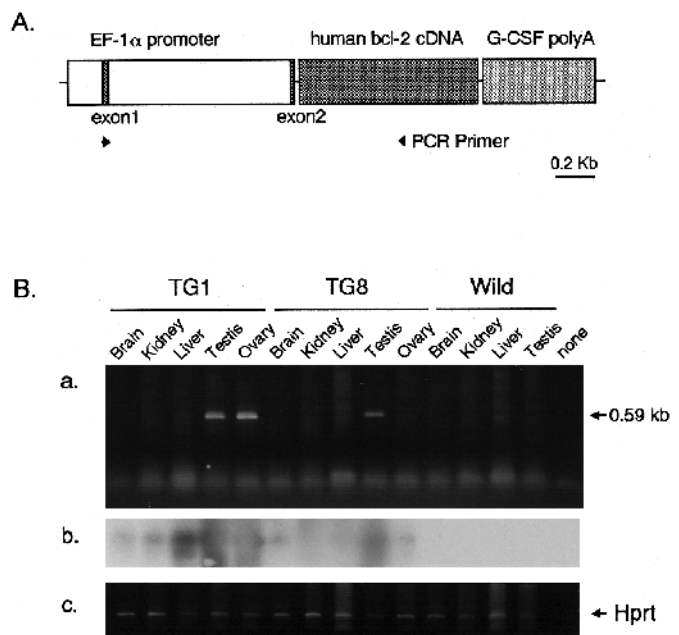 A.
EF-1α promoter human bcl-2 cDNA G-CSF polyA
exon1 exon2
PCR Primer
0.2 Kb
B.
TG1 TG8 Wild
Brain Kidney Liver Testis Ovary Brain Kidney Liver Testis Ovary Brain Kidney Liver Testis none
a.
0.59 kb
b.
c.
Hprt